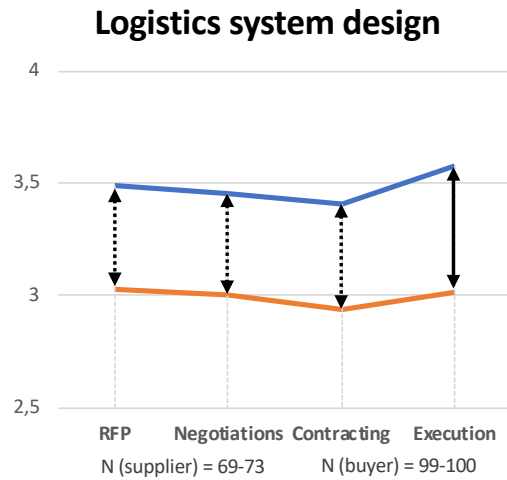 Logistics system design
4
3,5
3
2,5
RFP Negotiations Contracting Execution
N (supplier) = 69-73 N (buyer) = 99-100